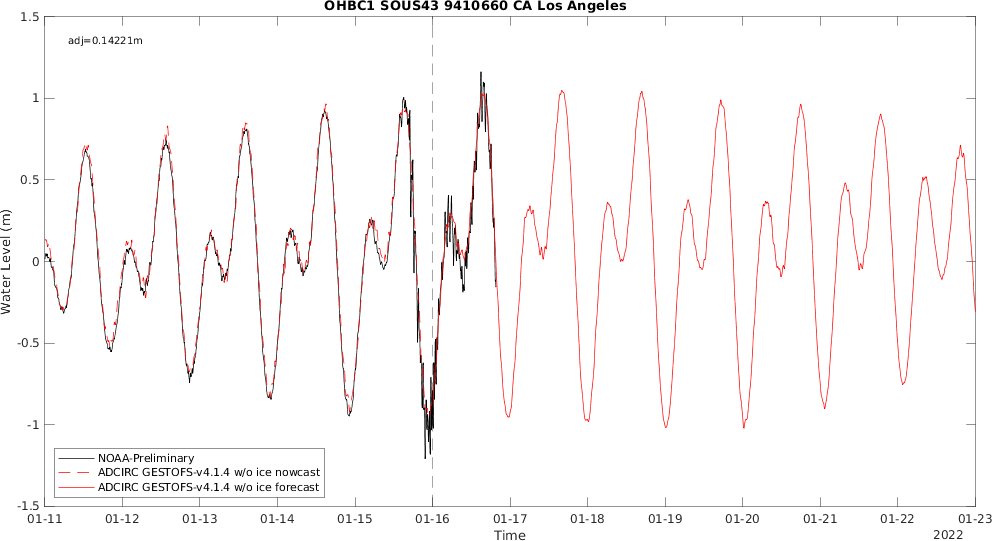 OHBC1 SOUS43 9410660 CA Los Angeles
adj=0.14221m
1.5
1
0.5
0
-0.5
-1
-1.5
Water Level (m)
NOAA-Preliminary
ADCIRC GESTOFS-v4.1.4 w/o ice nowcast
ADCIRC GESTOFS-v4.1.4 w/o ice forecast
01-11 01-12 01-13 01-14 01-15 01-16 01-17 01-18 01-19 01-20 01-21 01-22 01-23
Time
2022